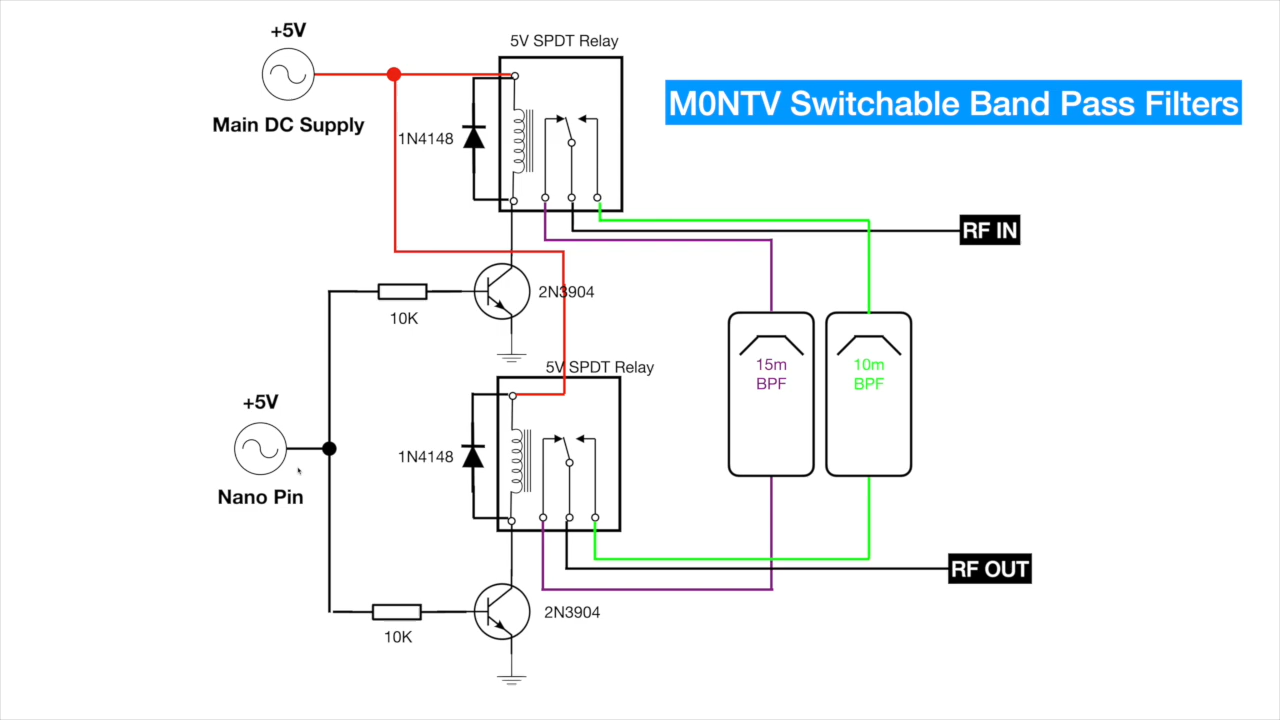 +5V
Main DC Supply
5V SPDT Relay
M0NTV Switchable Band Pass Filters
1N4148
RF IN
2N3904
10K
5V SPDT Relay
15m
BPF
10m
BPF
+5V
Nano Pin
1N4148
RF OUT
2N3904
10K